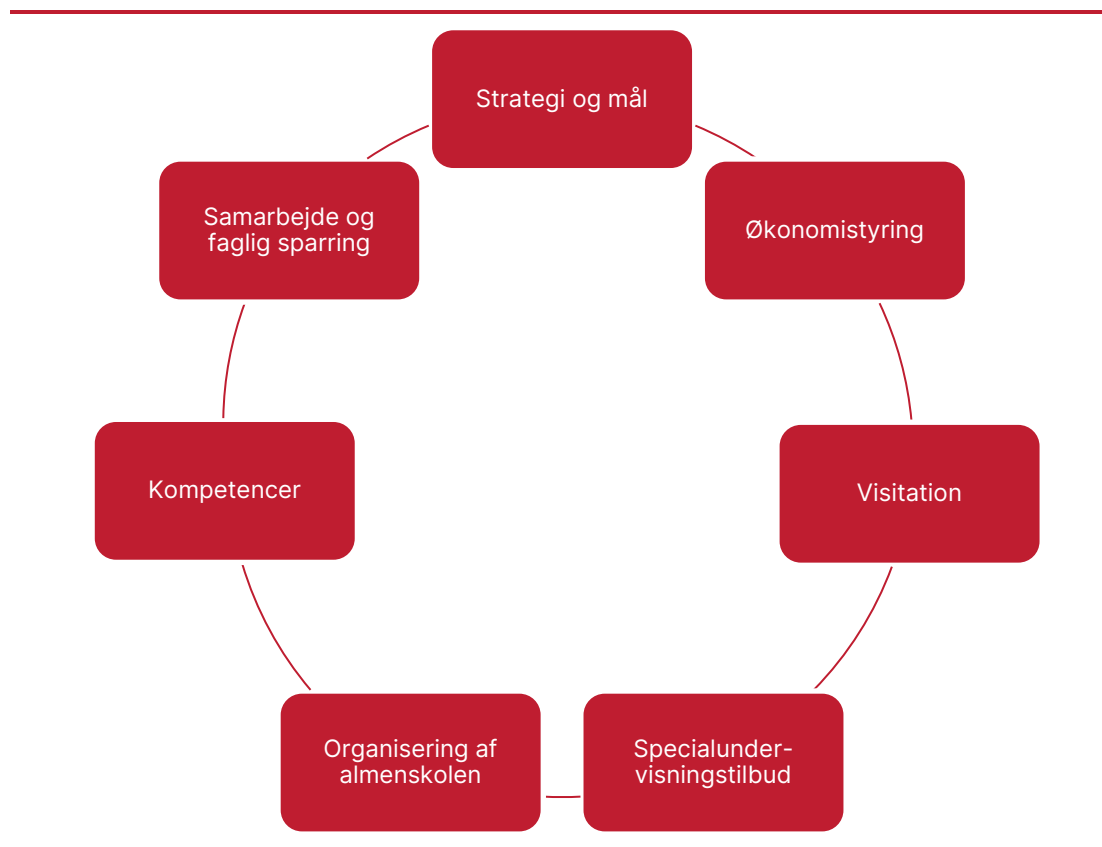 Strategi og mål
Økonomistyring
Visitation
Specialunder-
visningstilbud
Organisering af
almenskolen
Kompetencer
Samarbejde og
faglig sparring